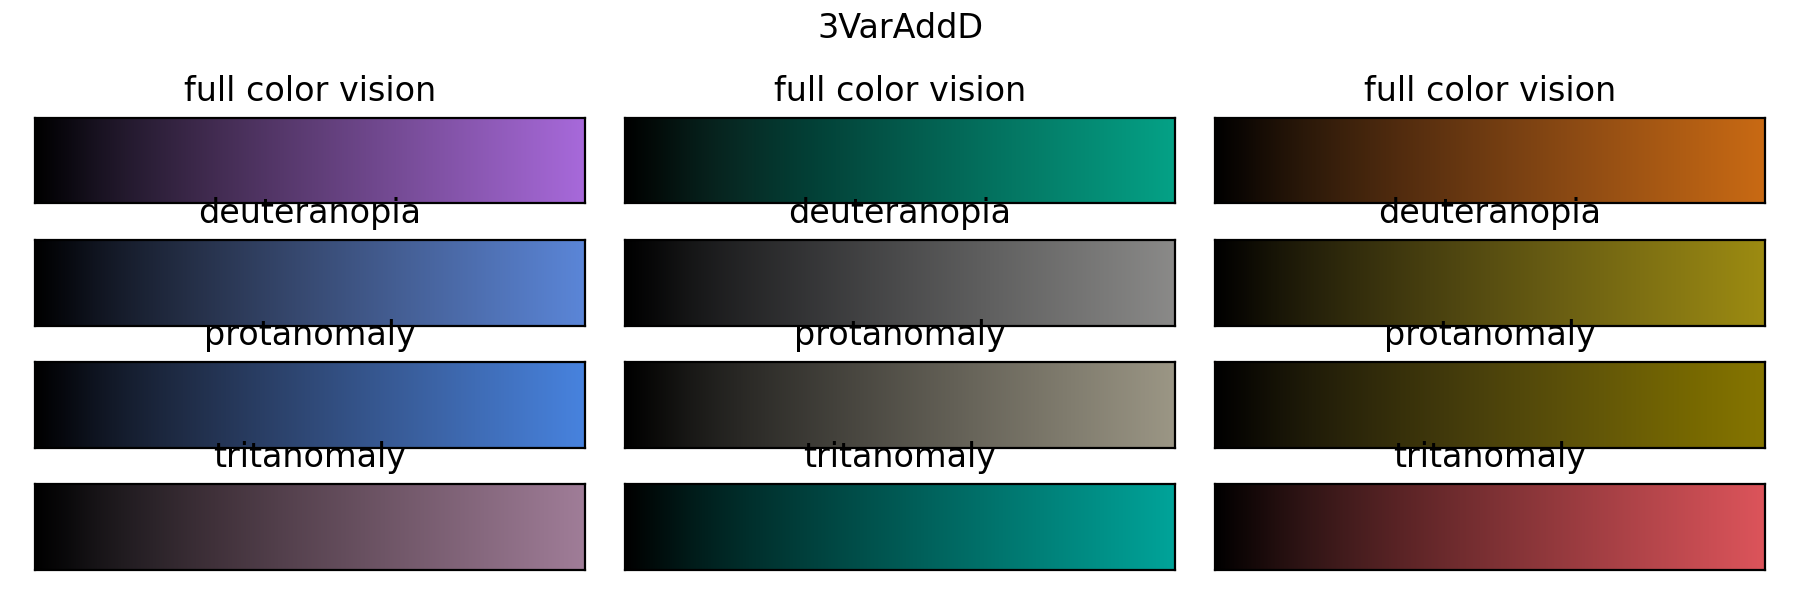 3VarAddD
full color vision full color vision full color vision
deuteranopia deuteranopia deuteranopia
protanomaly protanomaly protanomaly
tritanomaly tritanomaly tritanomaly